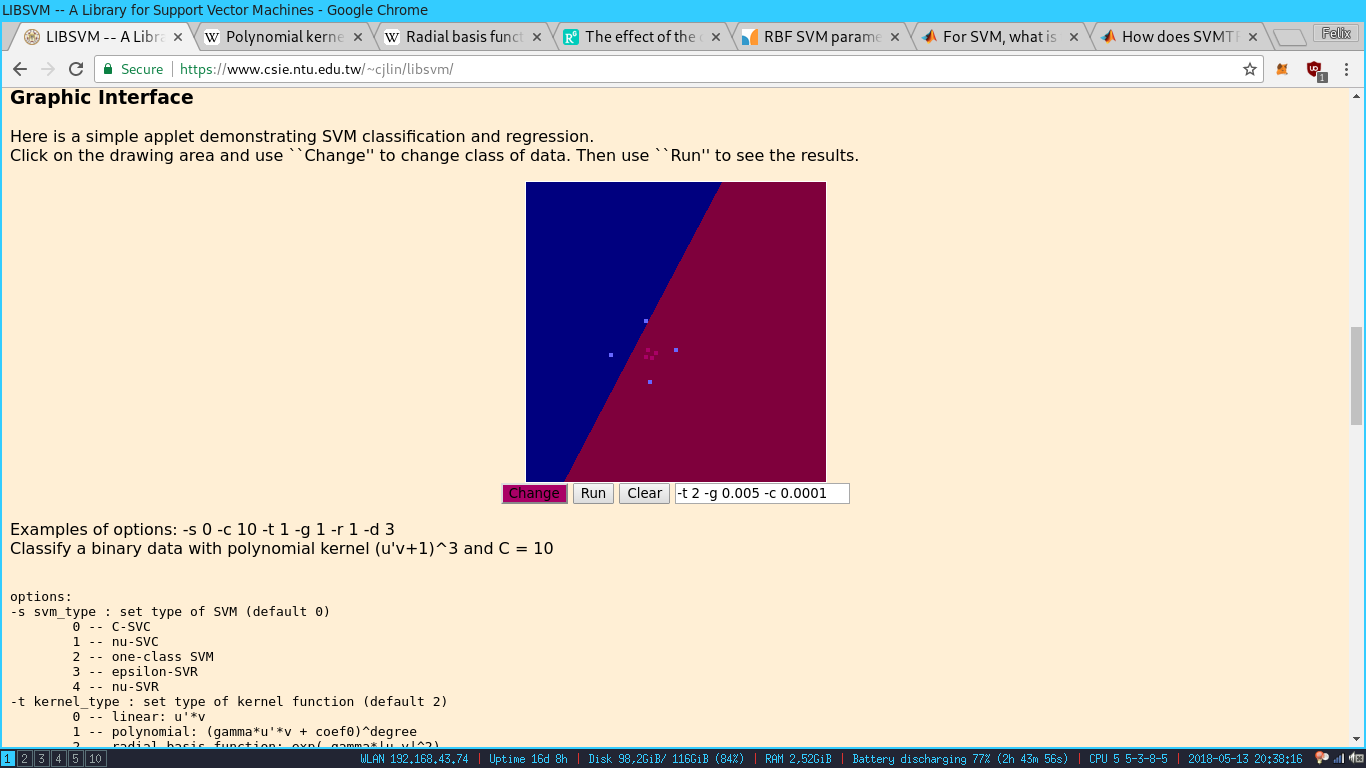 LIBSVM -- A Library for Support Vector Machines - Google Chrome
LIBSVM -- A Libra
Polynomial kerne
Radial basis funct
The effect of the
RBF SVM parame
For SVM, what is
How does SVMT
Felix
Secure
https://www.csie.ntu.edu.tw/~cjlin/libsvm/
1
Graphic Interface
Here is a simple applet demonstrating SVM classification and regression.
Click on the drawing area and use ``Change'' to change class of data. Then use ``Run'' to see the results.
Change Run Clear -t 2 -g 0.005 -c 0.0001
Examples of options: -s 0 -c 10 -t 1 -g 1 -r 1 -d 3
Classify a binary data with polynomial kernel (u'v+1)^3 and C = 10
options:
-s svm_type : set type of SVM (default 0)
0 -- C-SVC
1 -- nu-SVC
2 -- one-class SVM
3 -- epsilon-SVR
4 -- nu-SVR
-t kernel_type : set type of kernel function (default 2)
0 -- linear: u'*v
1 -- polynomial: (gamma*u'*v + coef0)^degree
2 -- radial basis function: exp(-gamma*|u-v|^2)
1 2 3 4 5 10 WLAN 192.168.43.74 | Uptime 16d 8h | Disk 98,2GiB/ 116GiB (84%) | RAM 2,52GiB | Battery discharging 77% (2h 43m 56s) | CPU 5 5-3-8-5 | 2018-05-13 20:38:16